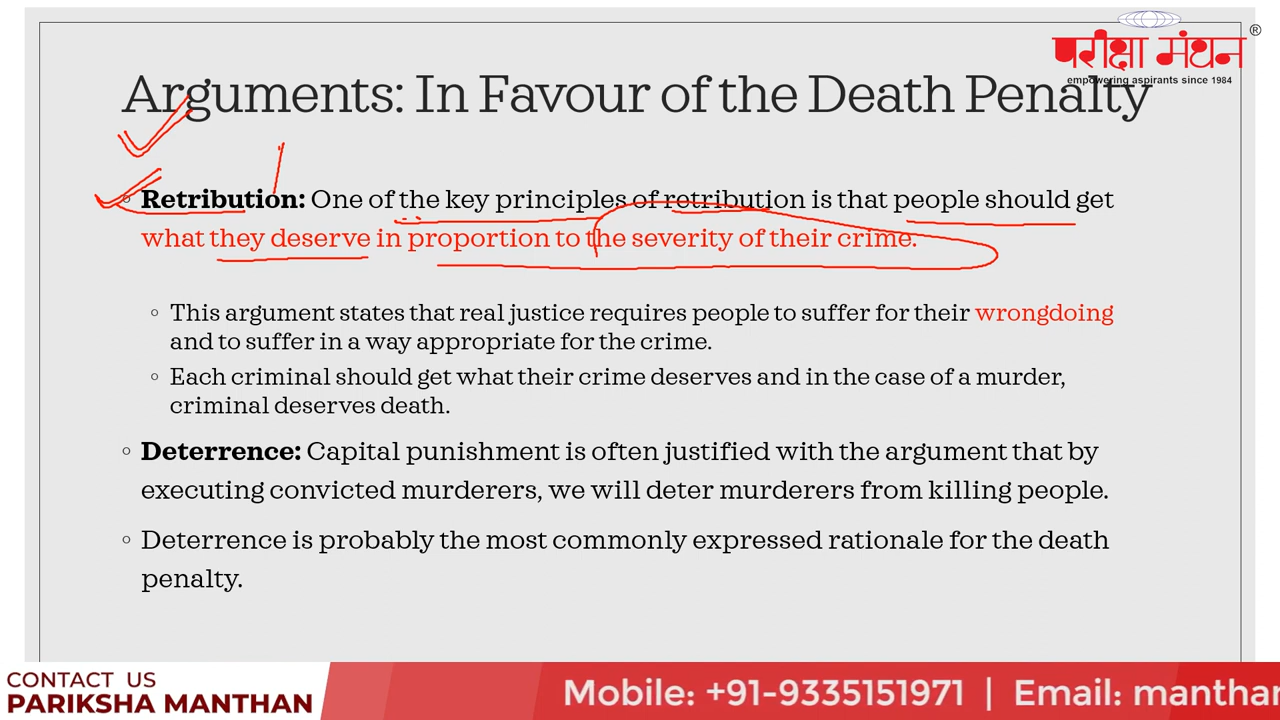 परीक्षा मंथन ®
empowering aspirants since 1984
Arguments: In Favour of the Death Penalty
Retribution: One of the key principles of retribution is that people should get
what they deserve in proportion to the severity of their crime.
This argument states that real justice requires people to suffer for their wrongdoing
and to suffer in a way appropriate for the crime.
Each criminal should get what their crime deserves and in the case of a murder,
criminal deserves death.
Deterrence: Capital punishment is often justified with the argument that by
executing convicted murderers, we will deter murderers from killing people.
Deterrence is probably the most commonly expressed rationale for the death
penalty.
CONTACT US
PARIKSHA MANTHAN
Mobile: +91-9335151971 | Email: manthan